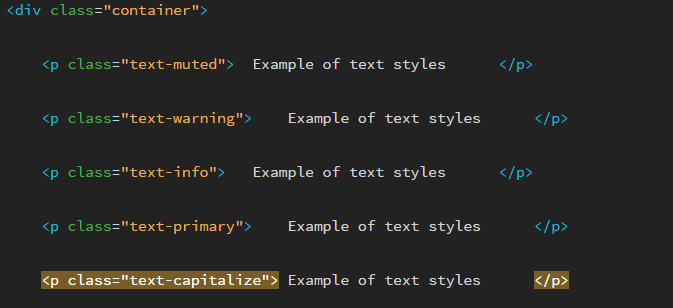 <div class="container">
<p class="text-muted">  Example of text styles      </p>
<p class="text-warning">    Example of text styles      </p>
<p class="text-info">   Example of text styles      </p>
<p class="text-primary">    Example of text styles      </p>
<p class="text-capitalize"> Example of text styles      </p>